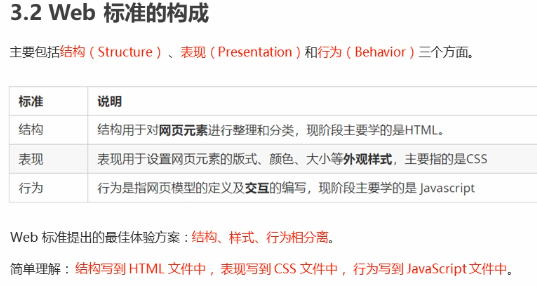 3.2 Web 标准的构成
主要包括结构（Structure） 、表现（Presentation）和行为（Behavior）三个方面。
标准 说明
结构 结构用于对网页元素进行整理和分类，现阶段主要学的是HTML。
表现 表现用于设置网页元素的版式、颜色、大小等外观样式，主要指的是CSS
行为 行为是指网页模型的定义及交互的编写，现阶段主要学的是 Javascript
Web 标准提出的最佳体验方案：结构、样式、行为相分离。
简单理解： 结构写到 HTML 文件中， 表现写到 CSS 文件中， 行为写到 JavaScript 文件中。